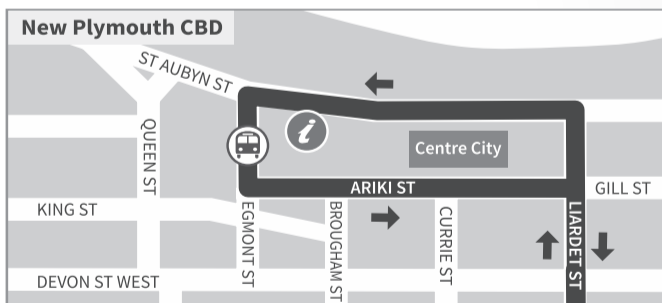 New Plymouth CBD
ST AUBYN ST
i
Centre City
QUEEN ST
ARIKI ST
GILL ST
KING ST
EGMONT ST
BROUGHAM ST
CURRIE ST
LIARDET ST
DEVON ST WEST